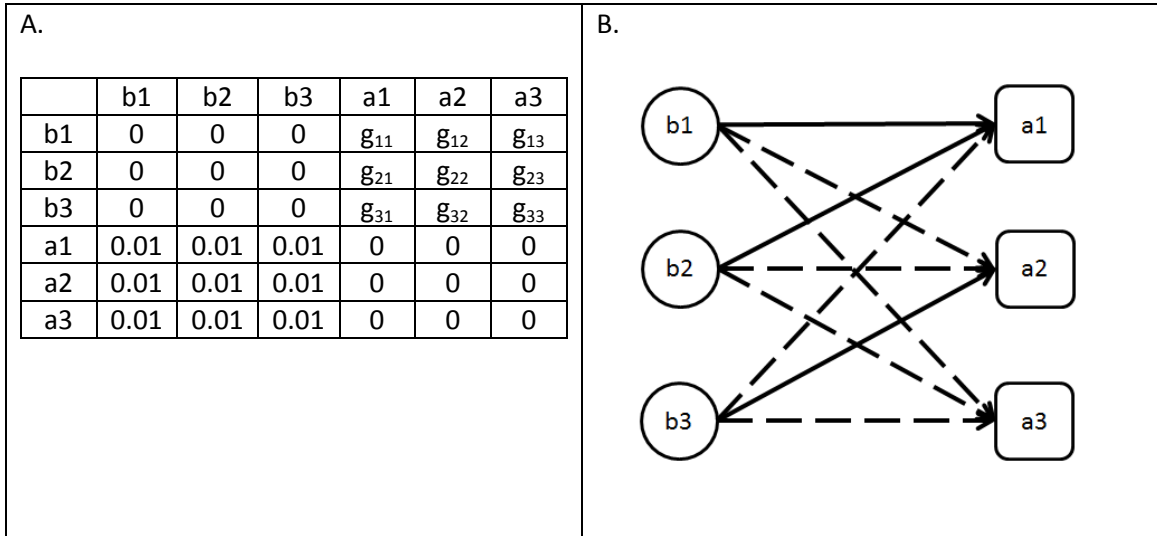 A.
b1 b2 b3 a1 a2 a3
b1 0 0 0 g11 g12 g13
b2 0 0 0 g21 g22 g23
b3 0 0 0 g31 g32 g33
a1 0.01 0.01 0.01 0 0 0
a2 0.01 0.01 0.01 0 0 0
a3 0.01 0.01 0.01 0 0 0
B.
b1 a1
b2 a2
b3 a3